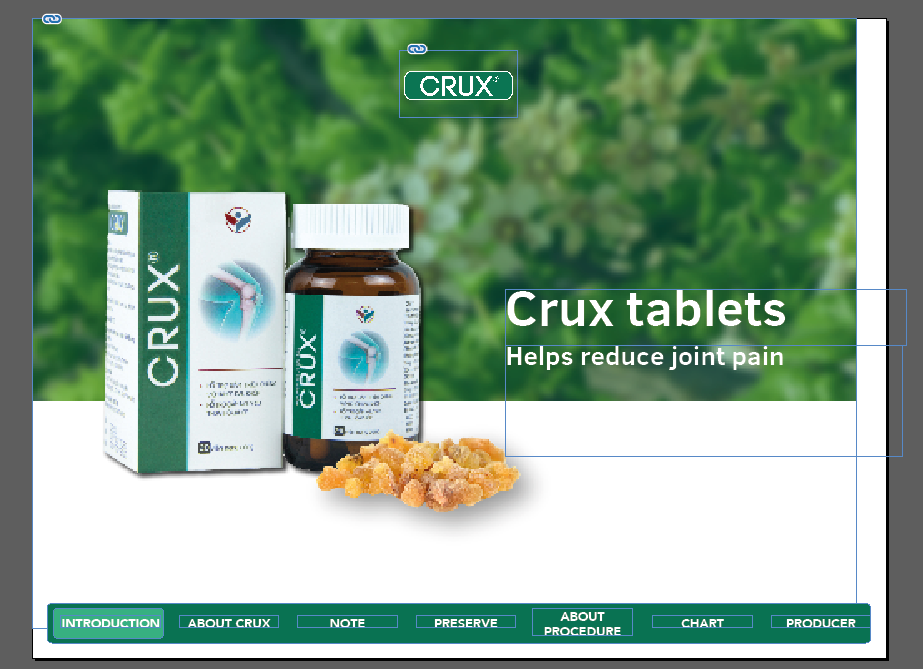 CRUX®
CRUX®
CRUX®
Crux tablets
Helps reduce joint pain
INTRODUCTION
ABOUT CRUX
NOTE
PRESERVE
ABOUT
PROCEDURE
CHART
PRODUCER